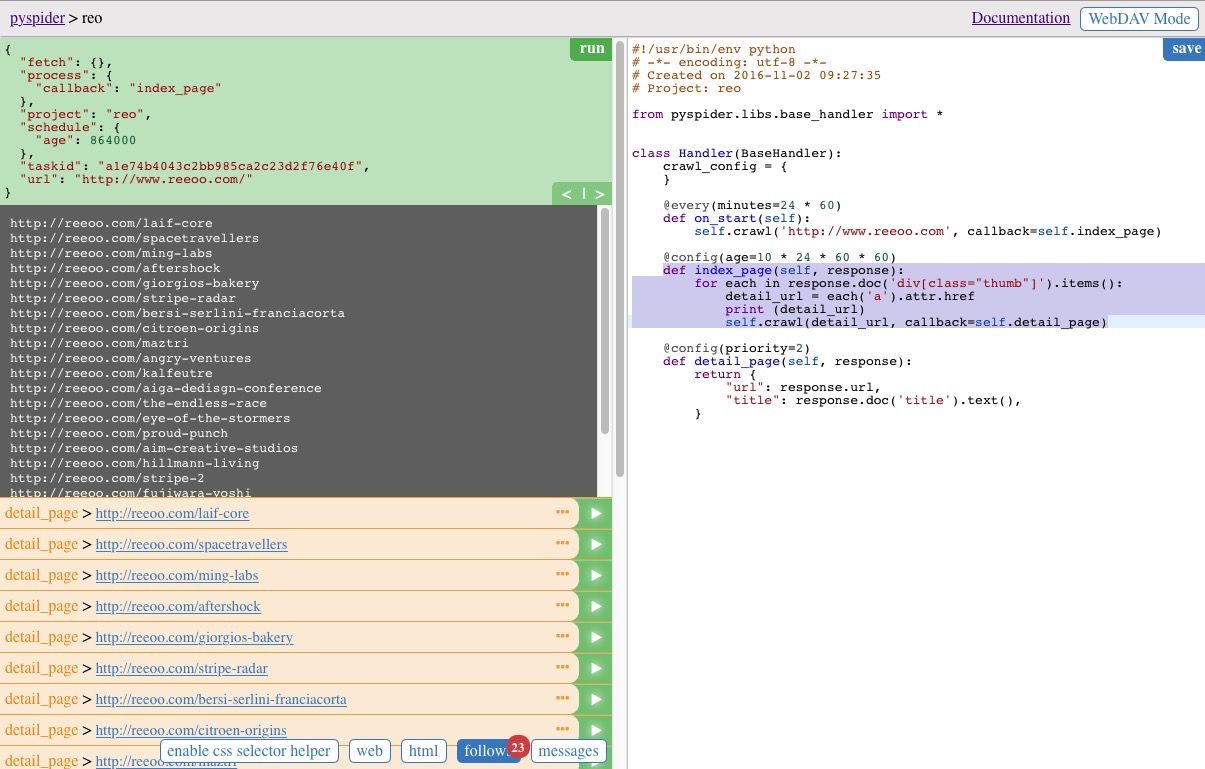 pyspider > reo
Documentation
WebDAV Mode
{
  "fetch": {},
  "process": {
    "callback": "index_page"
  },
  "project": "reo",
  "schedule": {
    "age": 864000
  },
  "taskid": "a1e74b4043c2bb985ca2c23d2f76e40f",
  "url": "http://www.reeoo.com/"
}
run
< | >
http://reeoo.com/laif-core
http://reeoo.com/spacetravellers
http://reeoo.com/ming-labs
http://reeoo.com/aftershock
http://reeoo.com/giorgios-bakery
http://reeoo.com/stripe-radar
http://reeoo.com/bersi-serlini-franciacorta
http://reeoo.com/citroen-origins
http://reeoo.com/maztri
http://reeoo.com/angry-ventures
http://reeoo.com/kalfeutre
http://reeoo.com/aiga-dedisgn-conference
http://reeoo.com/the-endless-race
http://reeoo.com/eye-of-the-stormers
http://reeoo.com/proud-punch
http://reeoo.com/aim-creative-studios
http://reeoo.com/hillmann-living
http://reeoo.com/stripe-2
http://reeoo.com/fujiwara-yoshi
detail_page > http://reeoo.com/laif-core
detail_page > http://reeoo.com/spacetravellers
detail_page > http://reeoo.com/ming-labs
detail_page > http://reeoo.com/aftershock
detail_page > http://reeoo.com/giorgios-bakery
detail_page > http://reeoo.com/stripe-radar
detail_page > http://reeoo.com/bersi-serlini-franciacorta
detail_page > http://reeoo.com/citroen-origins
detail_page > http://reeoo.com/maztri
enable css selector helper
web
html
follows
23
messages
save
#!/usr/bin/env python
# -*- encoding: utf-8 -*-
# Created on 2016-11-02 09:27:35
# Project: reo
from pyspider.libs.base_handler import *
class Handler(BaseHandler):
    crawl_config = {
    }
    @every(minutes=24 * 60)
    def on_start(self):
        self.crawl('http://www.reeoo.com', callback=self.index_page)
    @config(age=10 * 24 * 60 * 60)
    def index_page(self, response):
        for each in response.doc('div[class="thumb"]').items():
            detail_url = each('a').attr.href
            print (detail_url)
            self.crawl(detail_url, callback=self.detail_page)
    @config(priority=2)
    def detail_page(self, response):
        return {
            "url": response.url,
            "title": response.doc('title').text(),
        }